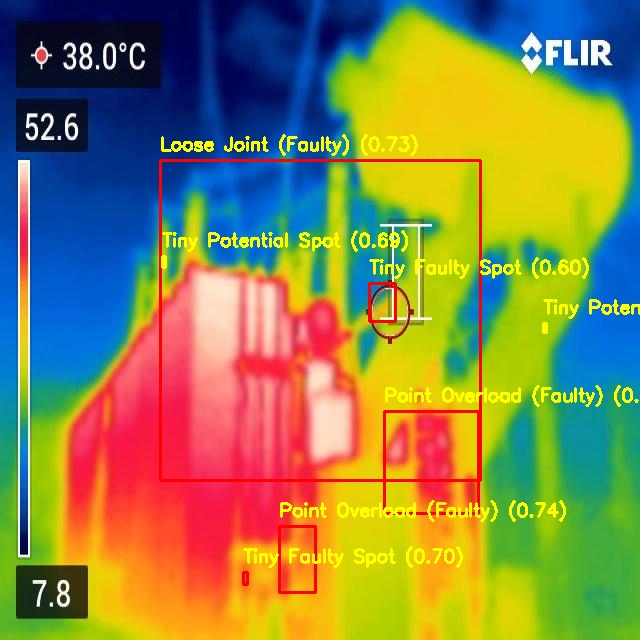 38.0°C
FLIR
52.6
Loose Joint (Faulty) (0.73)
Tiny Potential Spot (0.69)
Tiny Faulty Spot (0.60)
Tiny Poten
Point Overload (Faulty) (0.
Point Overload (Faulty) (0.74)
Tiny Faulty Spot (0.70)
7.8